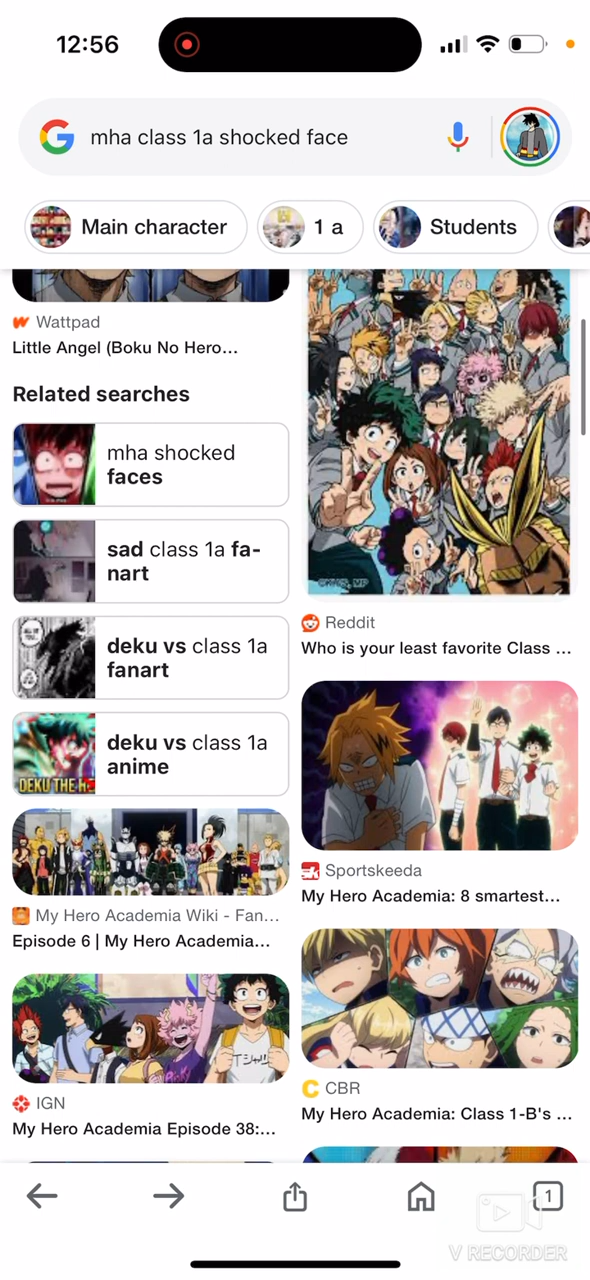 12:56
mha class 1a shocked face
Main character
1 a
Students
Wattpad
Little Angel (Boku No Hero...
Related searches
mha shocked
faces
sad class 1a fa-
nart
deku vs class 1a
fanart
deku vs class 1a
anime
DEKU THE H
My Hero Academia Wiki - Fan...
Episode 6 | My Hero Academia...
IGN
My Hero Academia Episode 38:...
Reddit
Who is your least favorite Class ...
Sportskeeda
My Hero Academia: 8 smartest...
CBR
My Hero Academia: Class 1-B's ...
1
V RECORDER